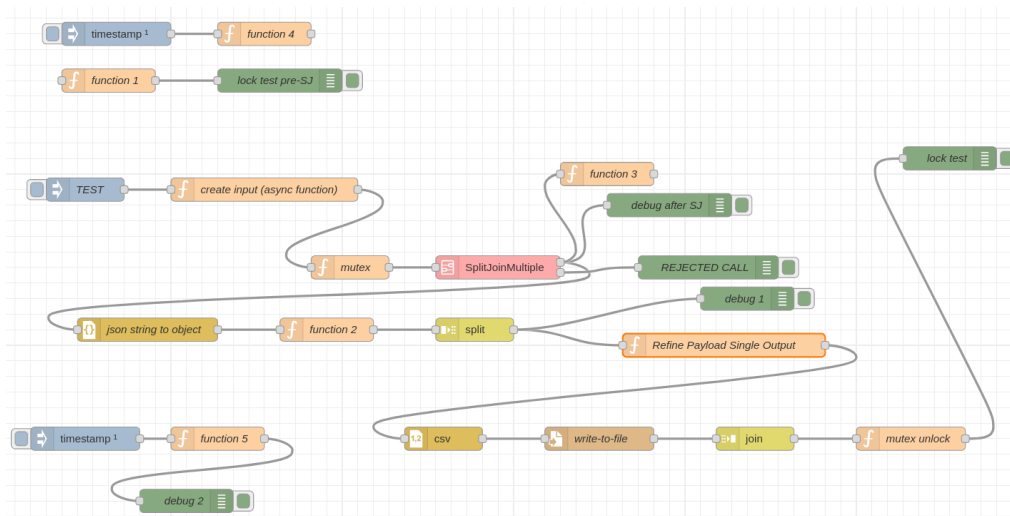 timestamp ¹
function 4
function 1
lock test pre-SJ
lock test
function 3
TEST
create input (async function)
debug after SJ
mutex
SplitJoinMultiple
REJECTED CALL
debug 1
json string to object
function 2
split
Refine Payload Single Output
timestamp ¹
function 5
1,2
csv
write-to-file
join
mutex unlock
debug 2